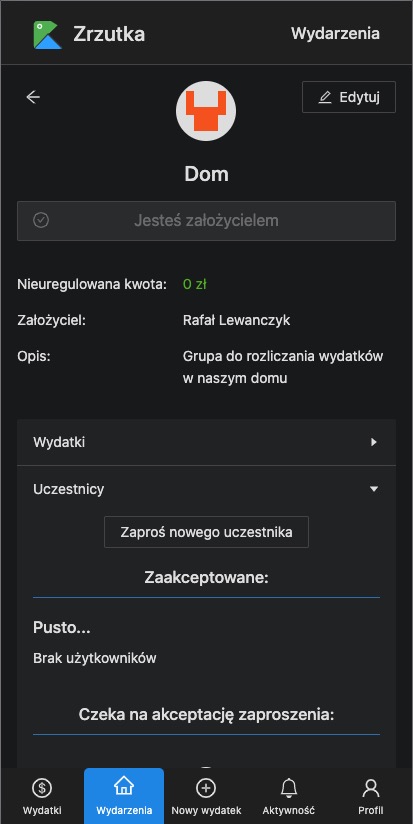 Zrzutka
Wydarzenia
Edytuj
Dom
Jesteś założycielem
Nieuregulowana kwota: 0 zł
Założyciel: Rafał Lewanczyk
Opis: Grupa do rozliczania wydatków
w naszym domu
Wydatki
Uczestnicy
Zaproś nowego uczestnika
Zaakceptowane:
Pusto...
Brak użytkowników
Czeka na akceptację zaproszenia:
Wydatki
Wydarzenia
Nowy wydatek
Aktywność
Profil